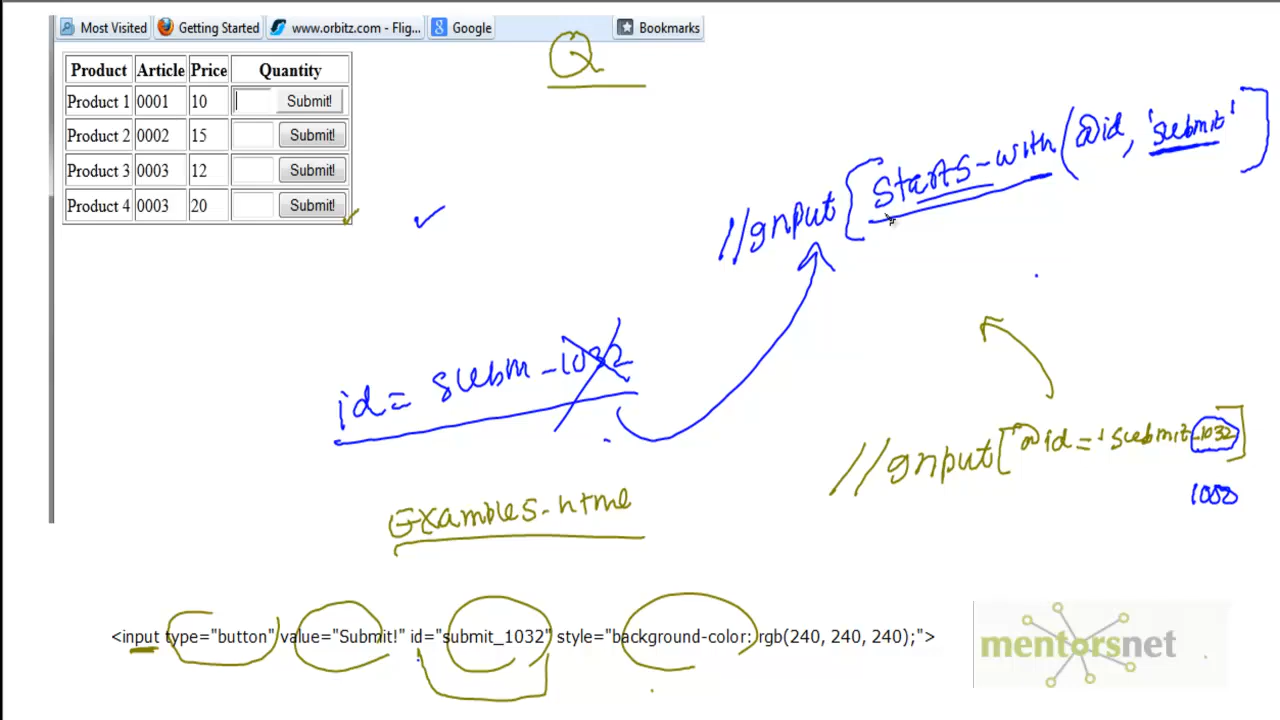 Most Visited Getting Started www.orbitz.com - Flig... Google Bookmarks
Q
Product Article Price Quantity
Product 1 0001 10 Submit!
Product 2 0002 15 Submit!
Product 3 0003 12 Submit!
Product 4 0003 20 Submit!
//input[starts-with(@id, 'submit')]
id= subm-1032
//input[@id='submit-1032]
1050
Examples.html
<input type="button" value="Submit!" id="submit_1032" style="background-color: rgb(240, 240, 240);">
mentorsnet